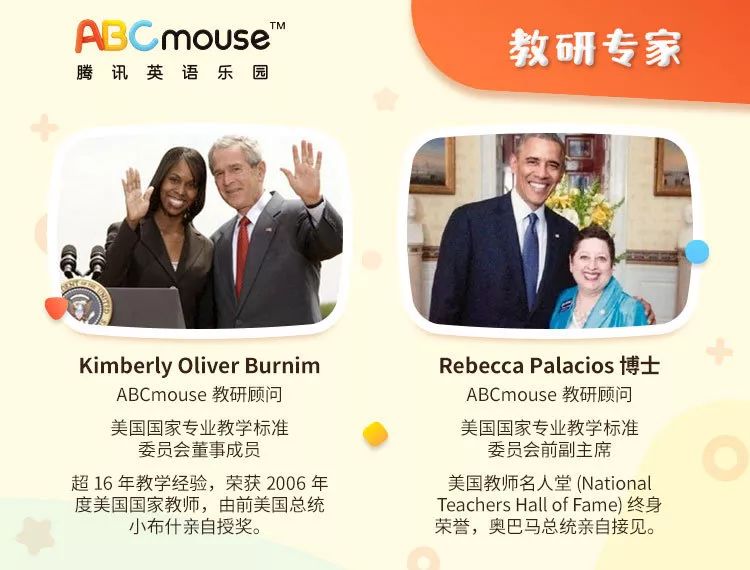 ABCmouse™
腾讯英语乐园
教研专家
Kimberly Oliver Burnim
ABCmouse 教研顾问
美国国家专业教学标准
委员会董事成员
超 16 年教学经验，荣获 2006 年
度美国国家教师，由前美国总统
小布什亲自授奖。
Rebecca Palacios 博士
ABCmouse 教研顾问
美国国家专业教学标准
委员会前副主席
美国教师名人堂 (National
Teachers Hall of Fame) 终身
荣誉，奥巴马总统亲自接见。